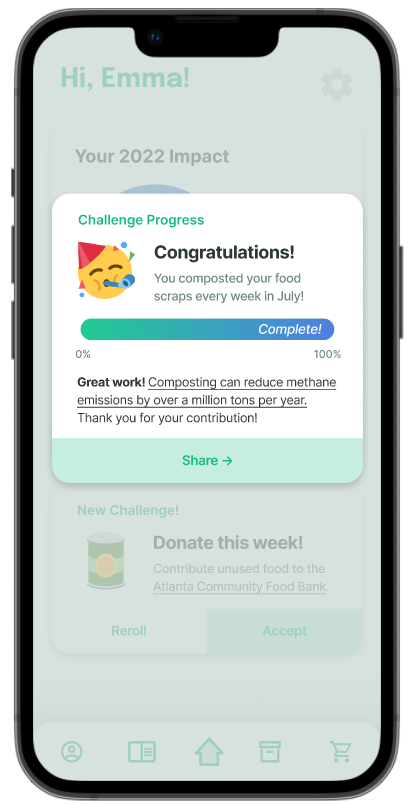 Hi, Emma!
Your 2022 Impact
Challenge Progress
Congratulations!
You composted your food
scraps every week in July!
Complete!
0%
100%
Great work! Composting can reduce methane
emissions by over a million tons per year.
Thank you for your contribution!
Share →
New Challenge!
Donate this week!
Contribute unused food to the
Atlanta Community Food Bank.
Reroll
Accept